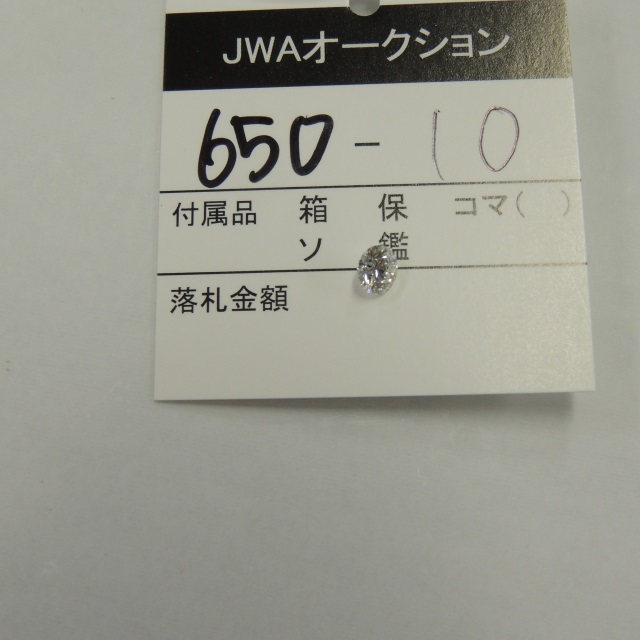 JWAオークション
650-10
付属品 箱 保 コマ( )
ソ 鑑
落札金額